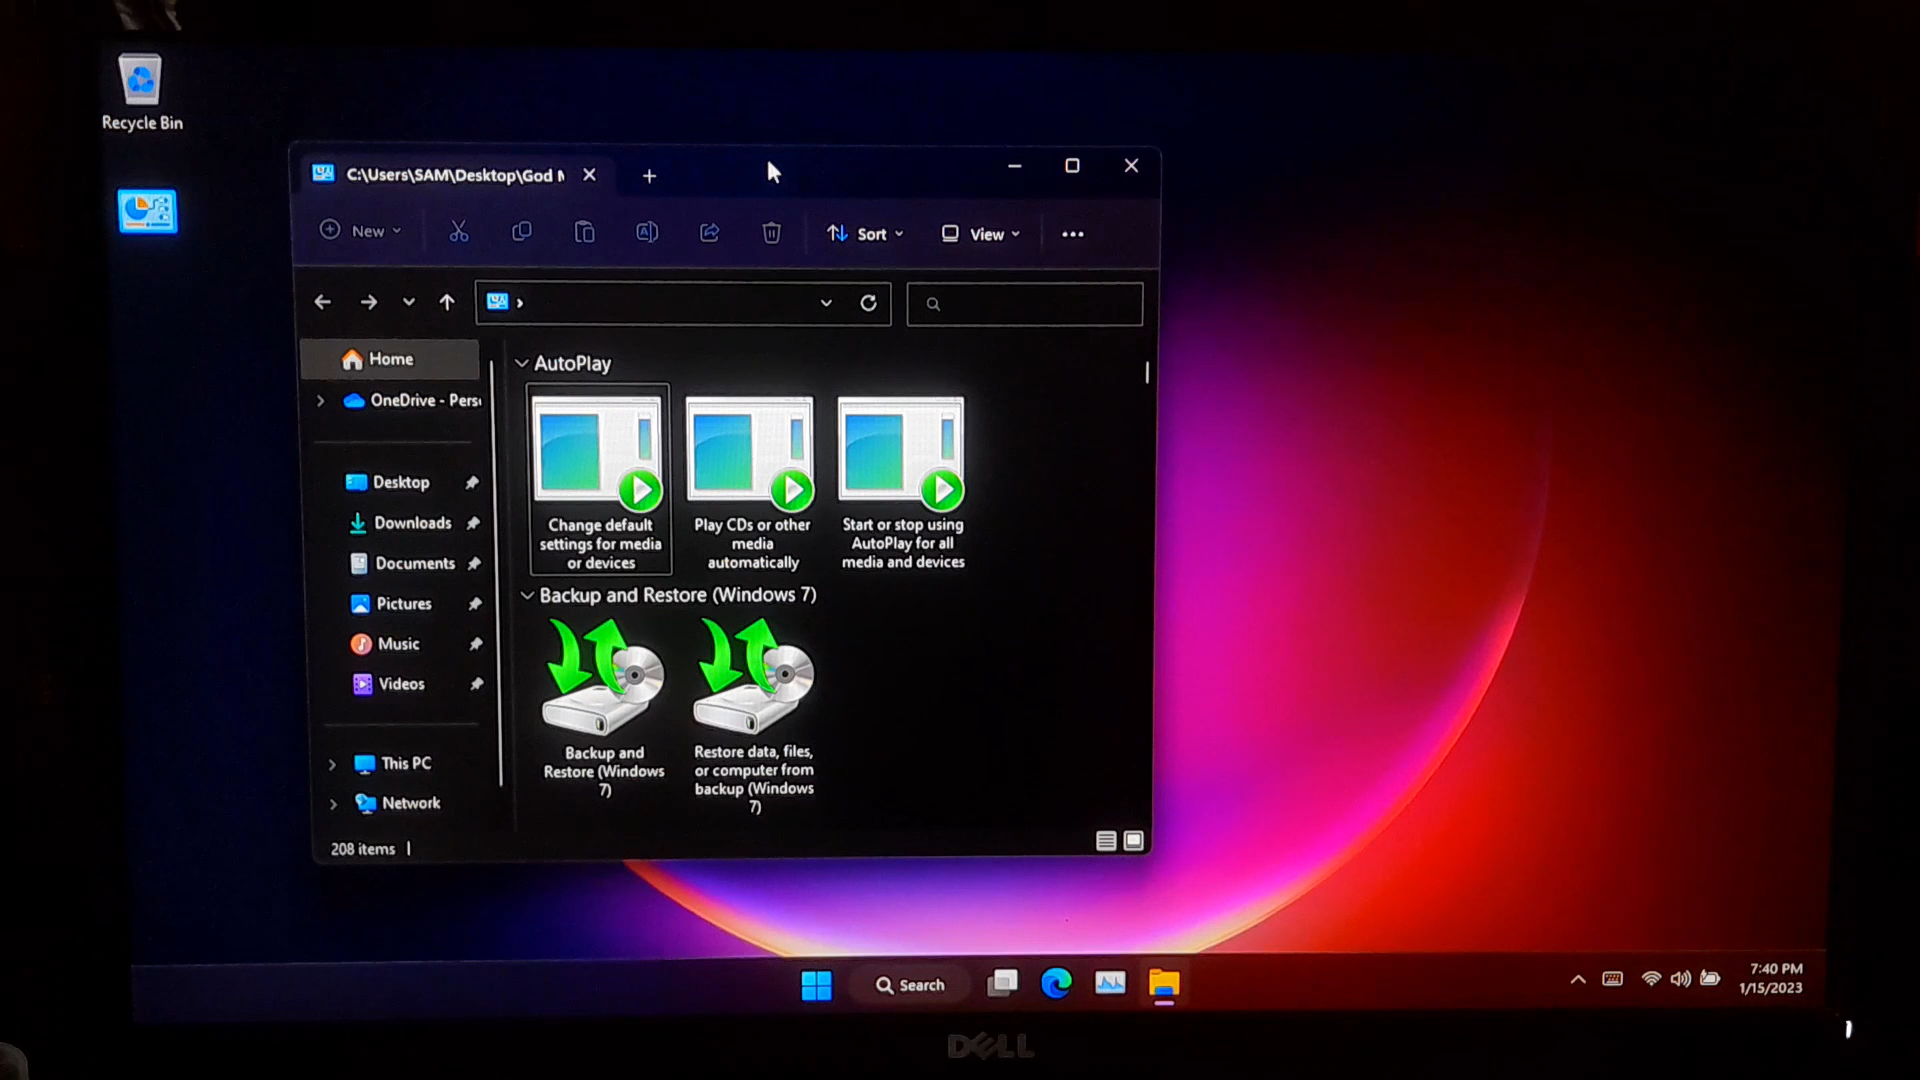 Recycle Bin
C:\Users\SAM\Desktop\God
New
Sort
View
Home
OneDrive - Pers
Desktop
Downloads
Documents
Pictures
Music
Videos
This PC
Network
AutoPlay
Change default
settings for media
or devices
Play CDs or other
media
automatically
Start or stop using
AutoPlay for all
media and devices
Backup and Restore (Windows 7)
Backup and
Restore (Windows
7)
Restore data, files,
or computer from
backup (Windows
7)
208 items
Search
7:40 PM
1/15/2023
DELL